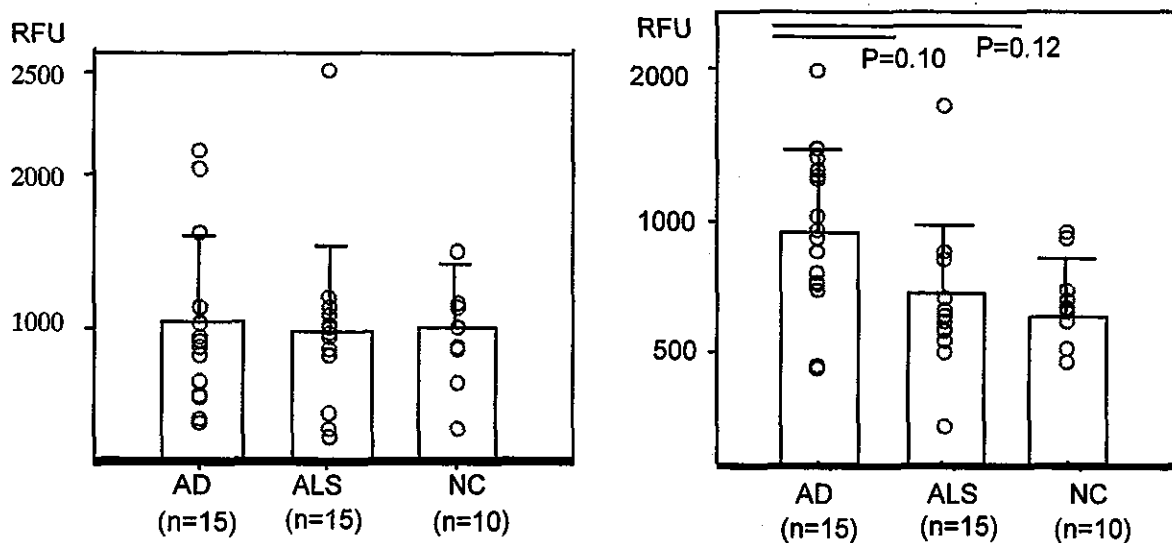 RFU
2500
2000
1000
AD ALS NC
(n=15) (n=15) (n=10)
RFU
P=0.10 P=0.12
2000
1000
500
AD ALS NC
(n=15) (n=15) (n=10)